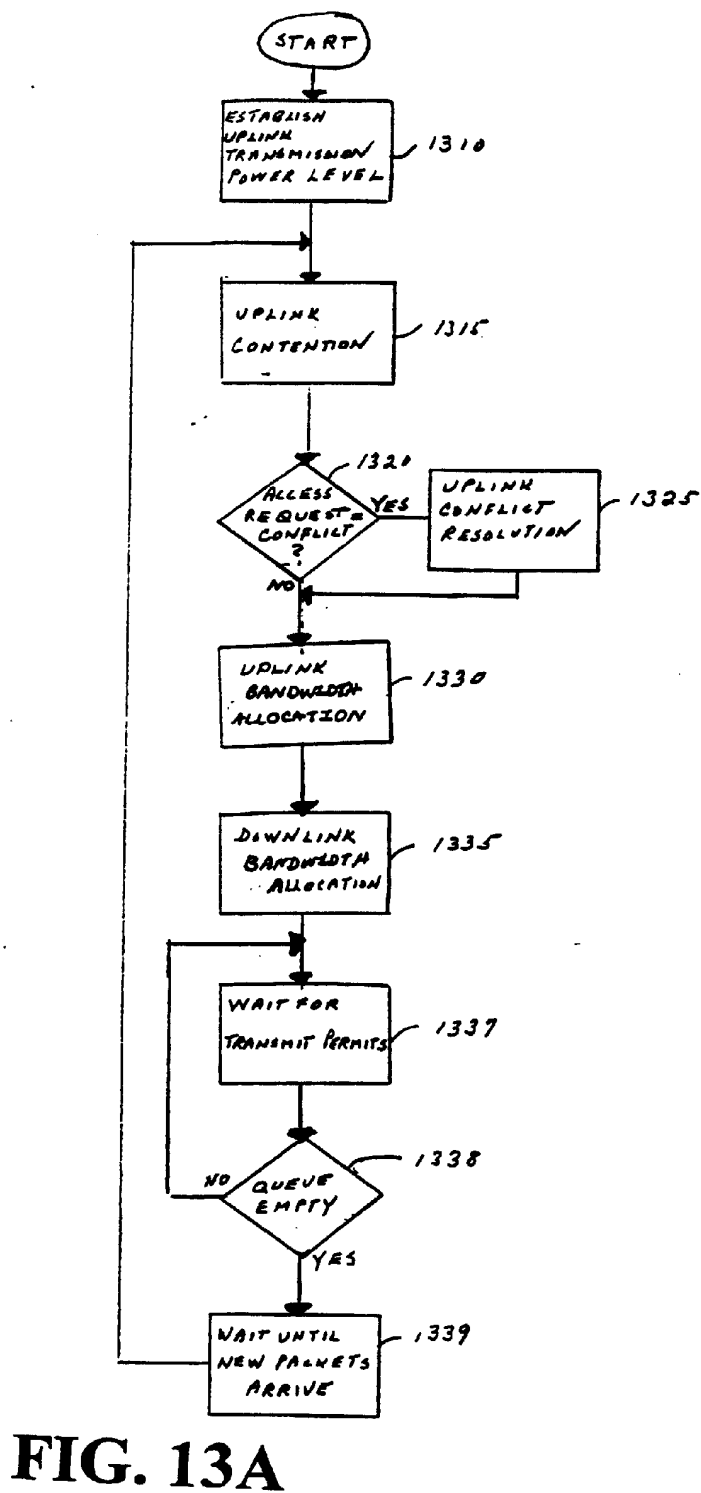 START
ESTABLISH
UPLINK
TRANSMISSION
POWER LEVEL
1310
UPLINK
CONTENTION
1315
1320
ACCESS
REQUEST=
CONFLICT
?
YES
NO
UPLINK
CONFLICT
RESOLUTION
1325
UPLINK
BANDWIDTH
ALLOCATION
1330
DOWNLINK
BANDWIDTH
ALLOCATION
1335
WAIT FOR
TRANSMIT PERMITS
1337
1338
NO
QUEUE
EMPTY
YES
WAIT UNTIL
NEW PACKETS
ARRIVE
1339
FIG. 13A